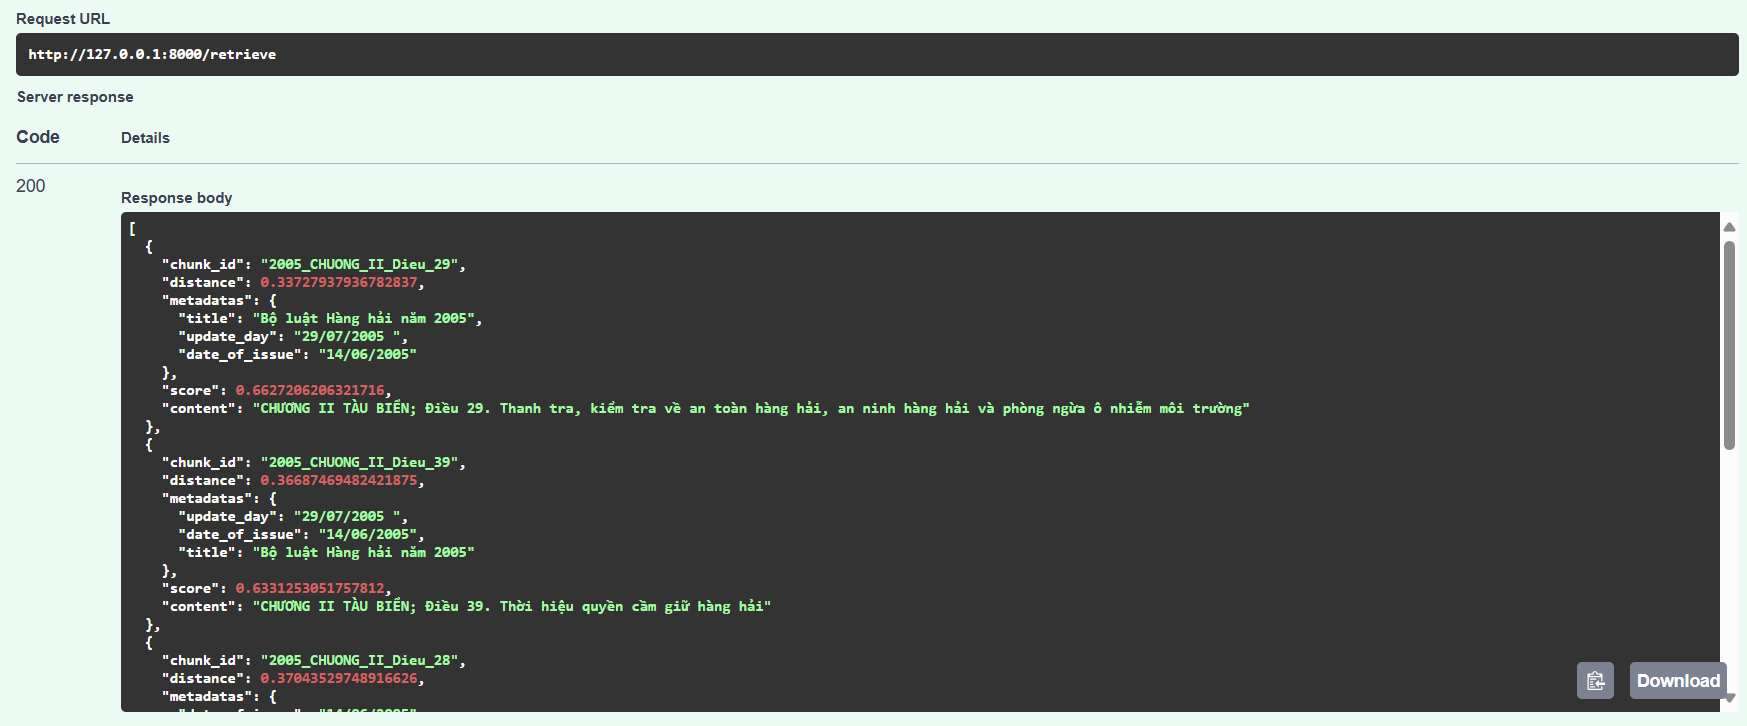 Request URL
http://127.0.0.1:8000/retrieve
Server response
Code Details
200
Response body
[
{
"chunk_id": "2005_CHUONG_II_Dieu_29",
"distance": 0.33727937936782837,
"metadatas": {
"title": "Bộ luật Hàng hải năm 2005",
"update_day": "29/07/2005 ",
"date_of_issue": "14/06/2005"
},
"score": 0.6627206206321716,
"content": "CHƯƠNG II TÀU BIỂN; Điều 29. Thanh tra, kiểm tra về an toàn hàng hải, an ninh hàng hải và phòng ngừa ô nhiễm môi trường"
},
{
"chunk_id": "2005_CHUONG_II_Dieu_39",
"distance": 0.36687469482421875,
"metadatas": {
"update_day": "29/07/2005 ",
"date_of_issue": "14/06/2005",
"title": "Bộ luật Hàng hải năm 2005"
},
"score": 0.6331253051757812,
"content": "CHƯƠNG II TÀU BIỂN; Điều 39. Thời hiệu quyền cầm giữ hàng hải"
},
{
"chunk_id": "2005_CHUONG_II_Dieu_28",
"distance": 0.37043529748916626,
"metadatas": {
Download